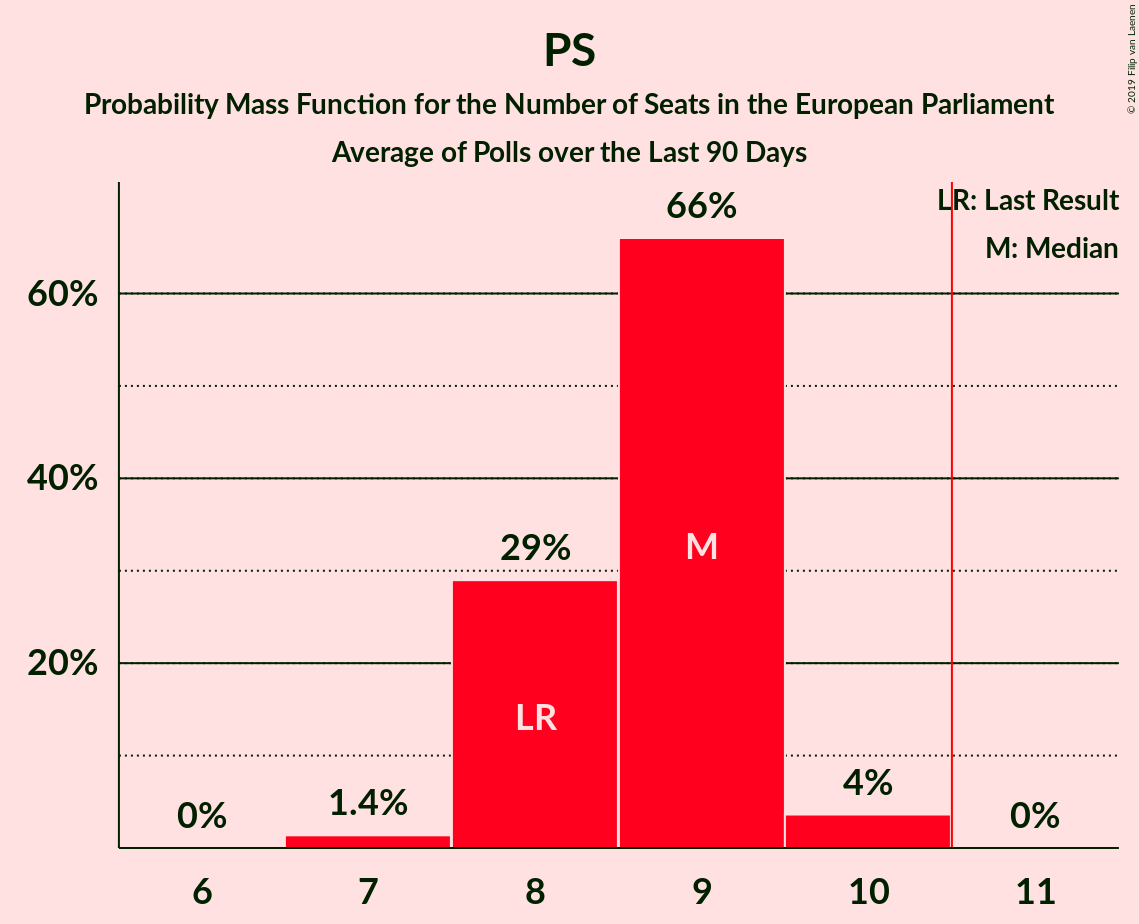 PS
Probability Mass Function for the Number of Seats in the European Parliament
Average of Polls over the Last 90 Days
© 2019 Filip van Laenen
LR: Last Result
M: Median
66%
60%
40%
29%
M
20%
LR
4%
1.4%
0%
0%
6 7 8 9 10 11